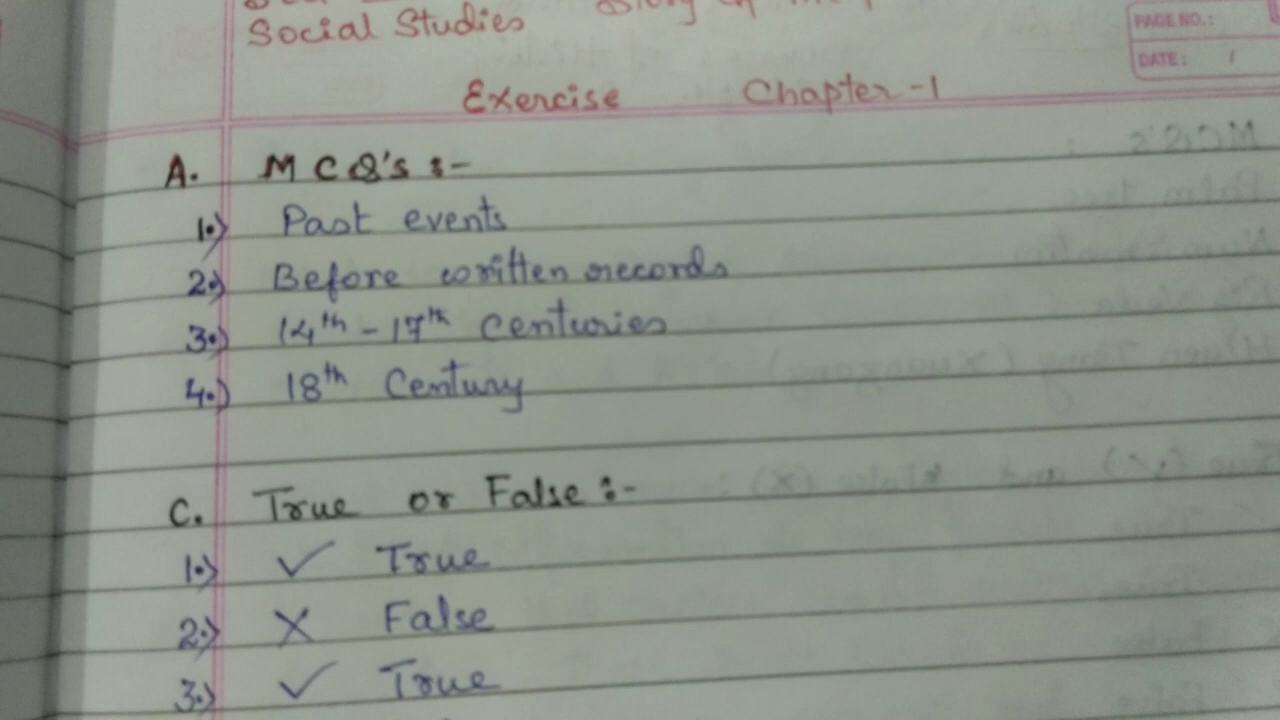 Social Studies
PAGE NO.:
DATE: /
Exercise Chapter-1
A. MCQ's :-
1.) Past events
2.) Before written records
3.) 14th - 17th Centuries
4.) 18th Century
C. True or False :-
1.) ✓ True
2.) X False
3.) ✓ True